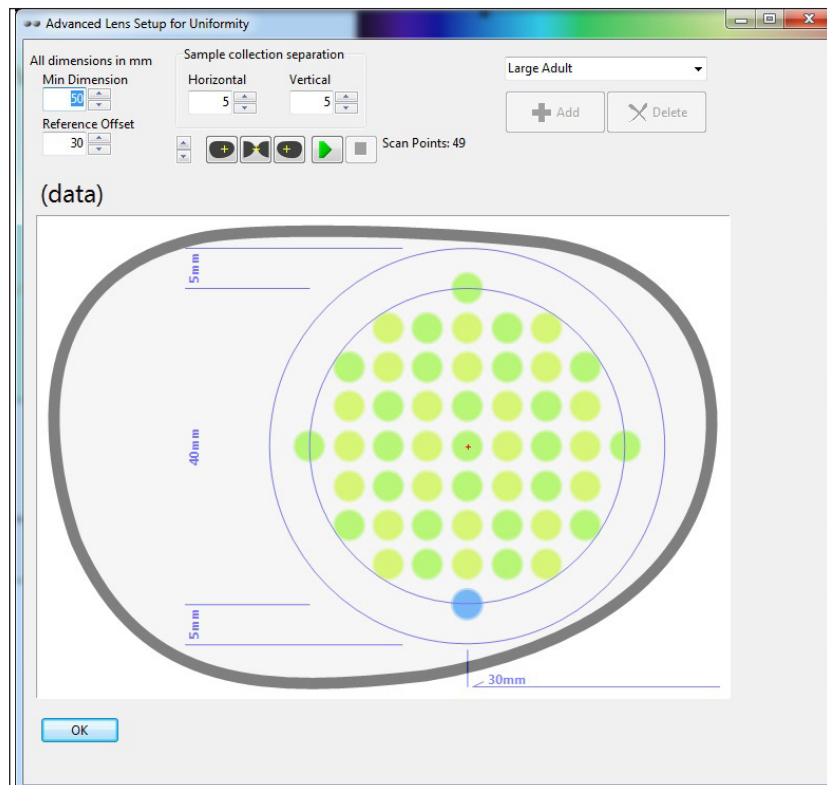 Advanced Lens Setup for Uniformity
All dimensions in mm
Min Dimension
50
Reference Offset
30
Sample collection separation
Horizontal
Vertical
5
5
Scan Points: 49
Large Adult
Add
Delete
(data)
5mm
40mm
5mm
30mm
OK